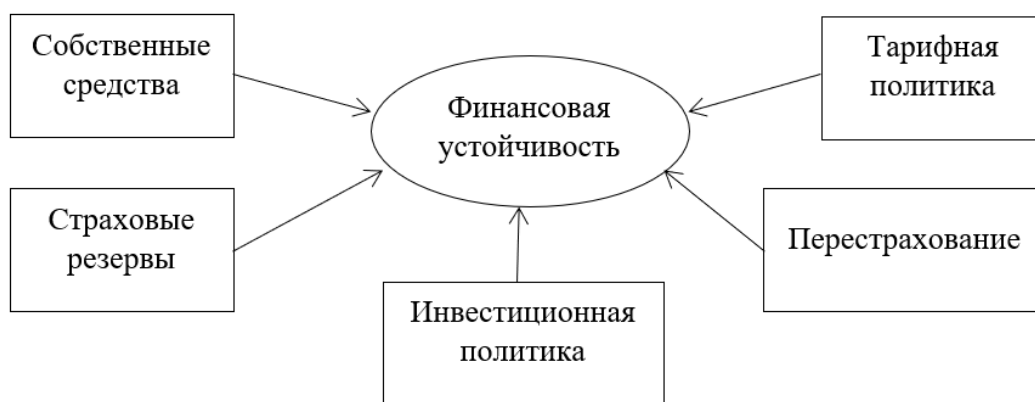 Собственные
средства
Финансовая
устойчивость
Тарифная
политика
Страховые
резервы
Инвестиционная
политика
Перестрахование